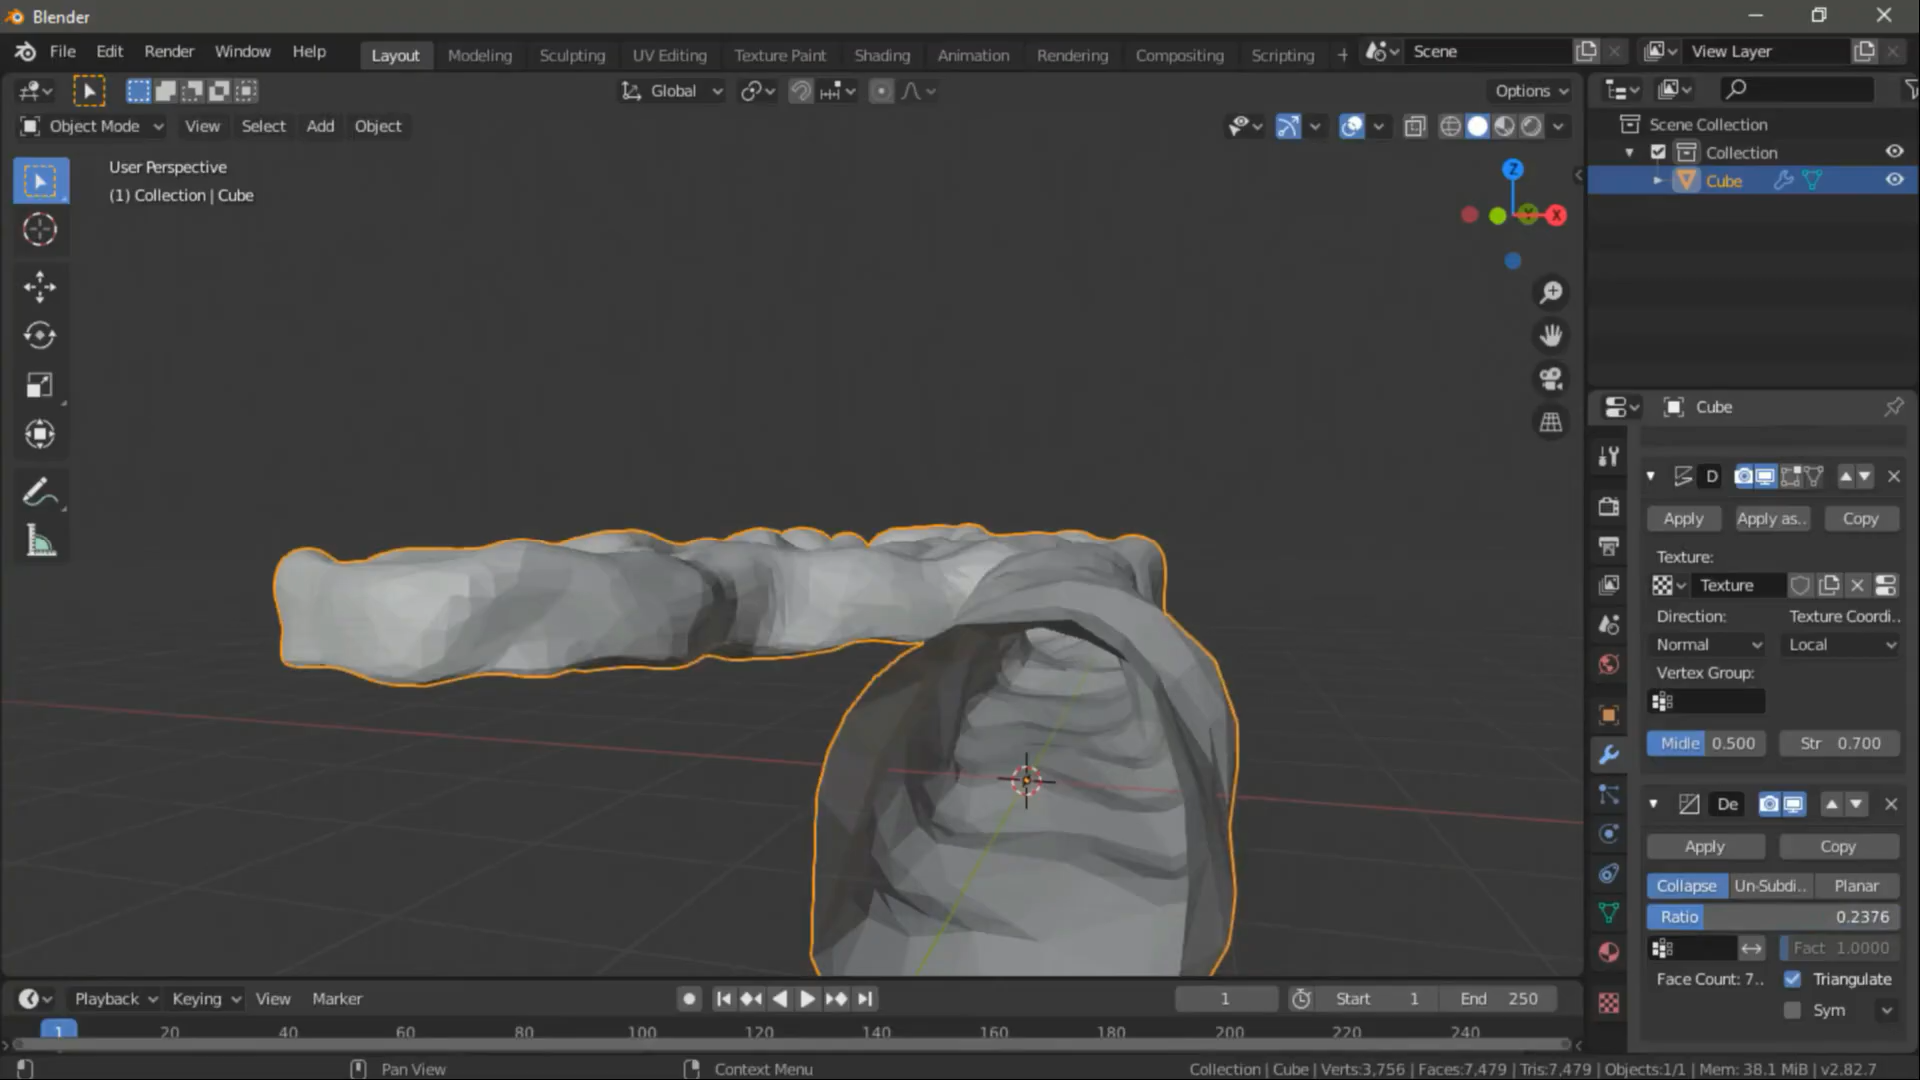 Blender
File Edit Render Window Help
Layout Modeling Sculpting UV Editing Texture Paint Shading Animation Rendering Compositing Scripting +
Scene
View Layer
Global
Options
Object Mode View Select Add Object
User Perspective
(1) Collection | Cube
Z
Y
X
Scene Collection
Collection
Cube
Cube
D
Apply Apply as.. Copy
Texture:
Texture
Direction: Texture Coordi..
Normal Local
Vertex Group:
Midle 0.500 Str 0.700
De
Apply Copy
Collapse Un-Subdi.. Planar
Ratio 0.2376
Fact 1.0000
Face Count: 7.. Triangulate
Sym
Playback Keying View Marker
1 Start 1 End 250
1 20 40 60 80 100 120 140 160 180 200 220 240
Pan View
Context Menu
Collection | Cube | Verts:3,756 | Faces:7,479 | Tris:7,479 | Objects:1/1 | Mem: 38.1 MiB | v2.82.7